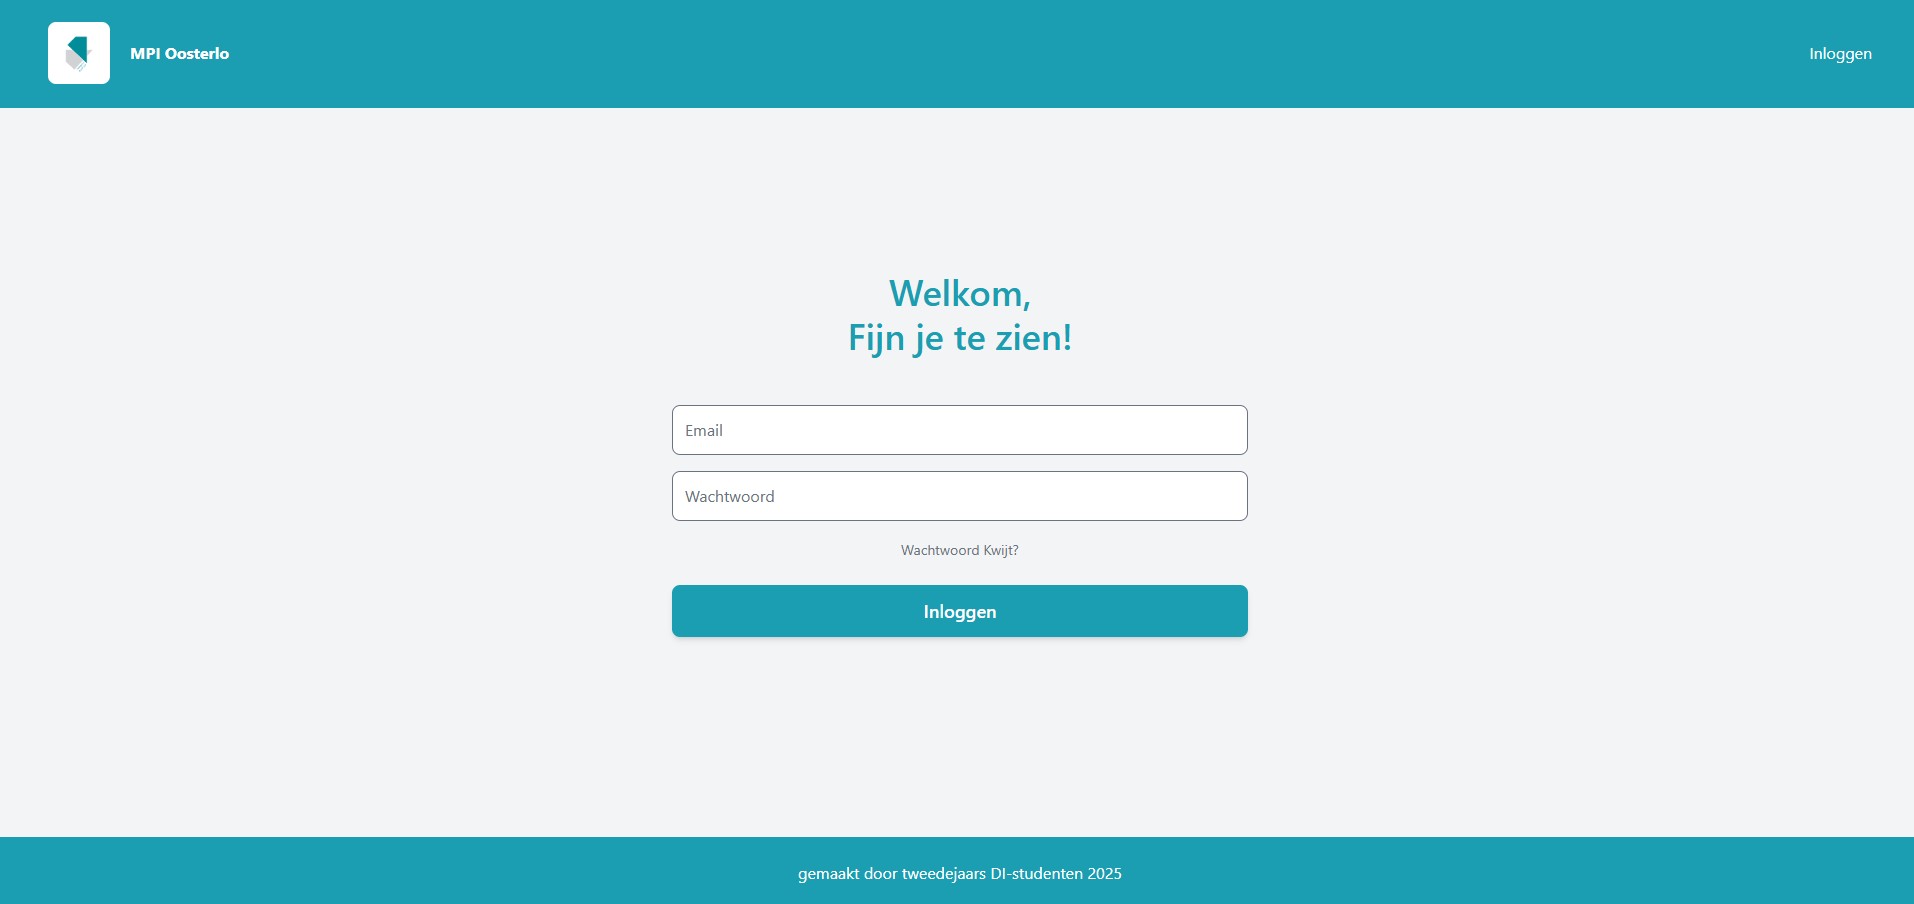 MPI Oosterlo
Inloggen
Welkom,
Fijn je te zien!
Email
Wachtwoord
Wachtwoord Kwijt?
Inloggen
gemaakt door tweedejaars DI-studenten 2025